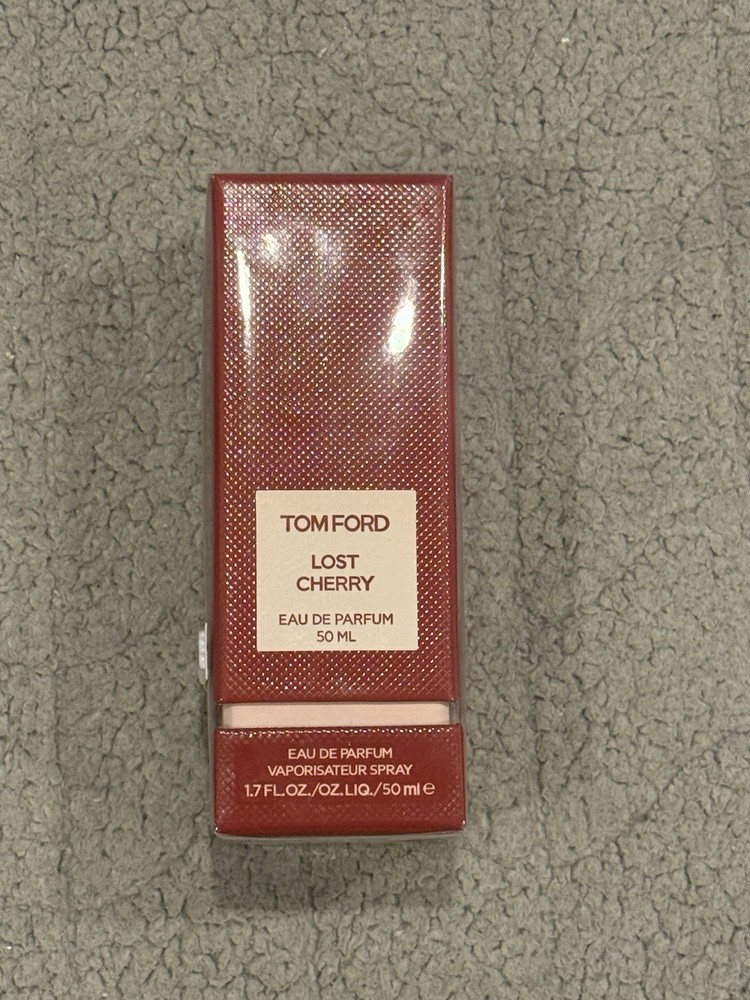 TOM FORD
LOST
CHERRY
EAU DE PARFUM
50 ML
EAU DE PARFUM
VAPORISATEUR SPRAY
1.7 FL.OZ./OZ.LIQ./50 ml ℮